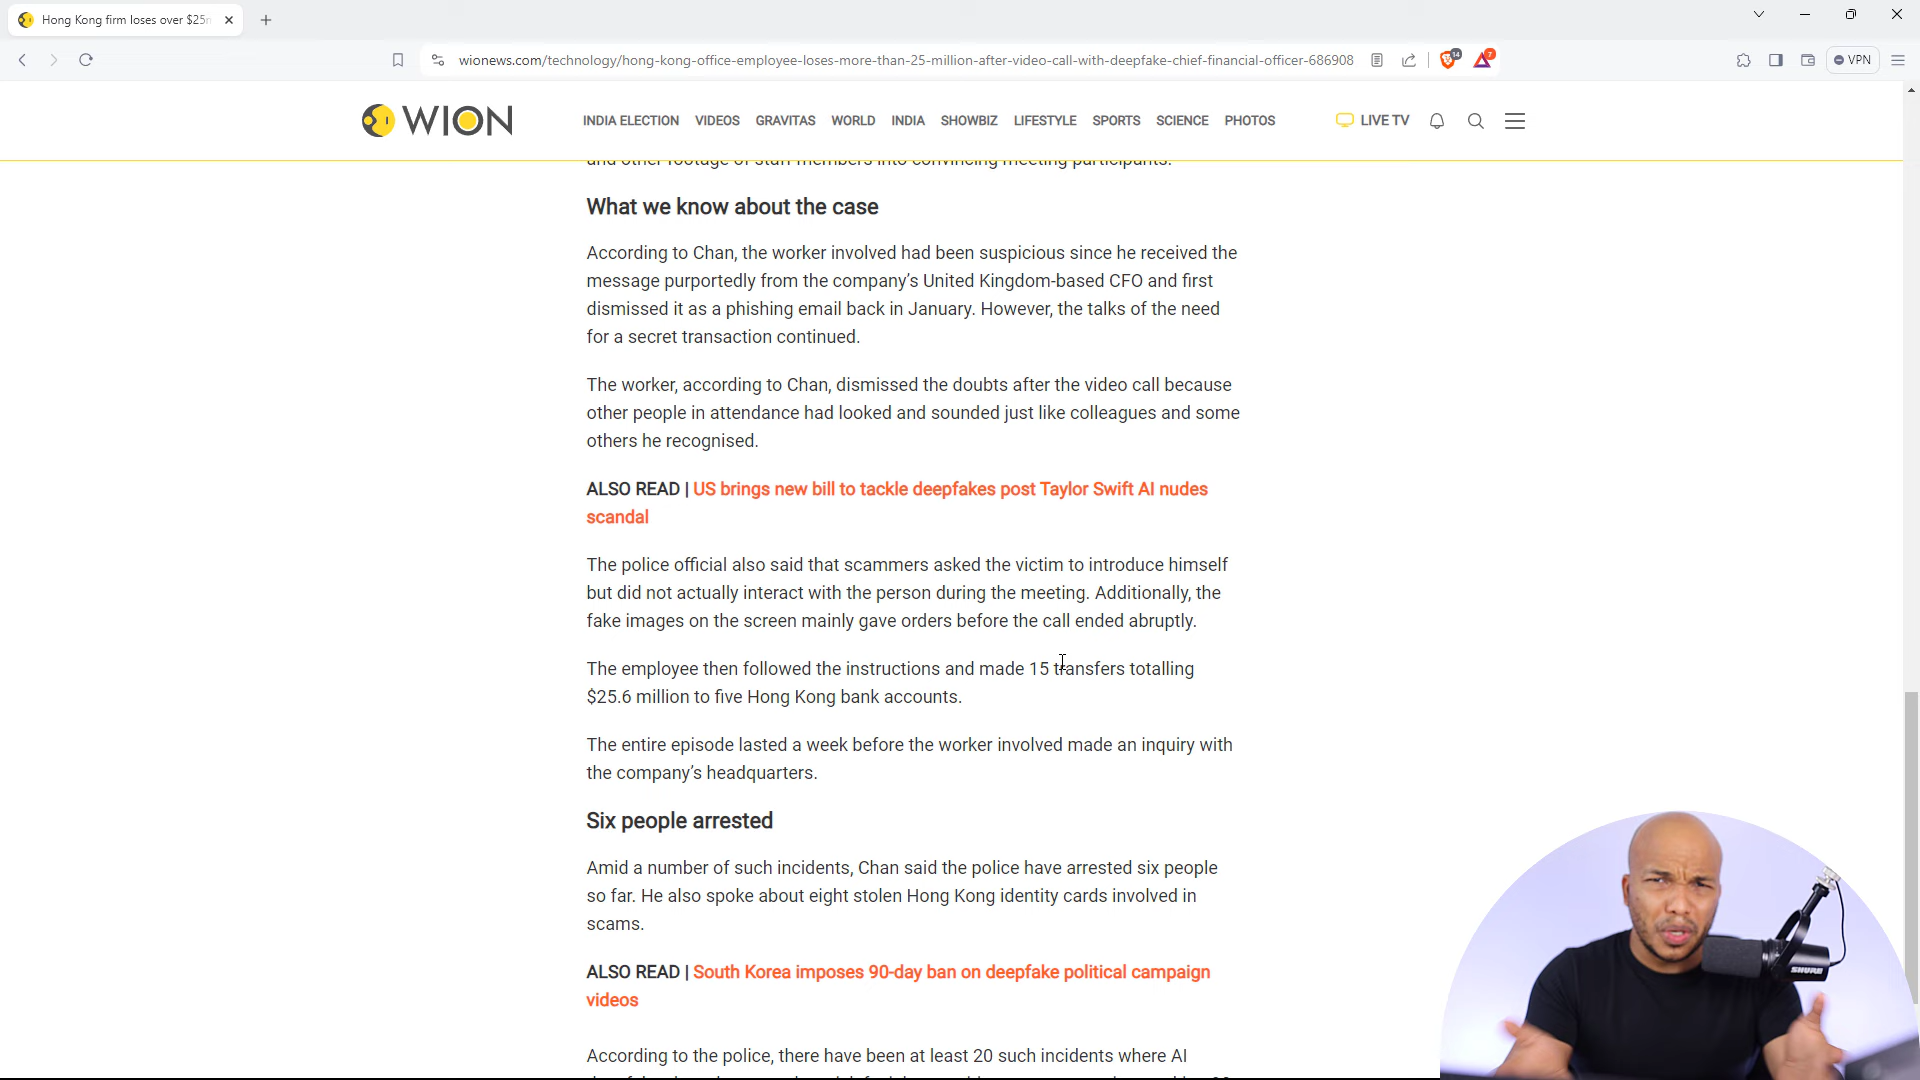 Hong Kong firm loses over $25m
wionews.com/technology/hong-kong-office-employee-loses-more-than-25-million-after-video-call-with-deepfake-chief-financial-officer-686908
14
7
VPN
WION
INDIA ELECTION VIDEOS GRAVITAS WORLD INDIA SHOWBIZ LIFESTYLE SPORTS SCIENCE PHOTOS LIVE TV
and other footage of staff members into convincing meeting participants.
What we know about the case
According to Chan, the worker involved had been suspicious since he received the
message purportedly from the company’s United Kingdom-based CFO and first
dismissed it as a phishing email back in January. However, the talks of the need
for a secret transaction continued.
The worker, according to Chan, dismissed the doubts after the video call because
other people in attendance had looked and sounded just like colleagues and some
others he recognised.
ALSO READ | US brings new bill to tackle deepfakes post Taylor Swift AI nudes
scandal
The police official also said that scammers asked the victim to introduce himself
but did not actually interact with the person during the meeting. Additionally, the
fake images on the screen mainly gave orders before the call ended abruptly.
The employee then followed the instructions and made 15 transfers totalling
$25.6 million to five Hong Kong bank accounts.
The entire episode lasted a week before the worker involved made an inquiry with
the company’s headquarters.
Six people arrested
Amid a number of such incidents, Chan said the police have arrested six people
so far. He also spoke about eight stolen Hong Kong identity cards involved in
scams.
ALSO READ | South Korea imposes 90-day ban on deepfake political campaign
videos
According to the police, there have been at least 20 such incidents where AI
SHURE